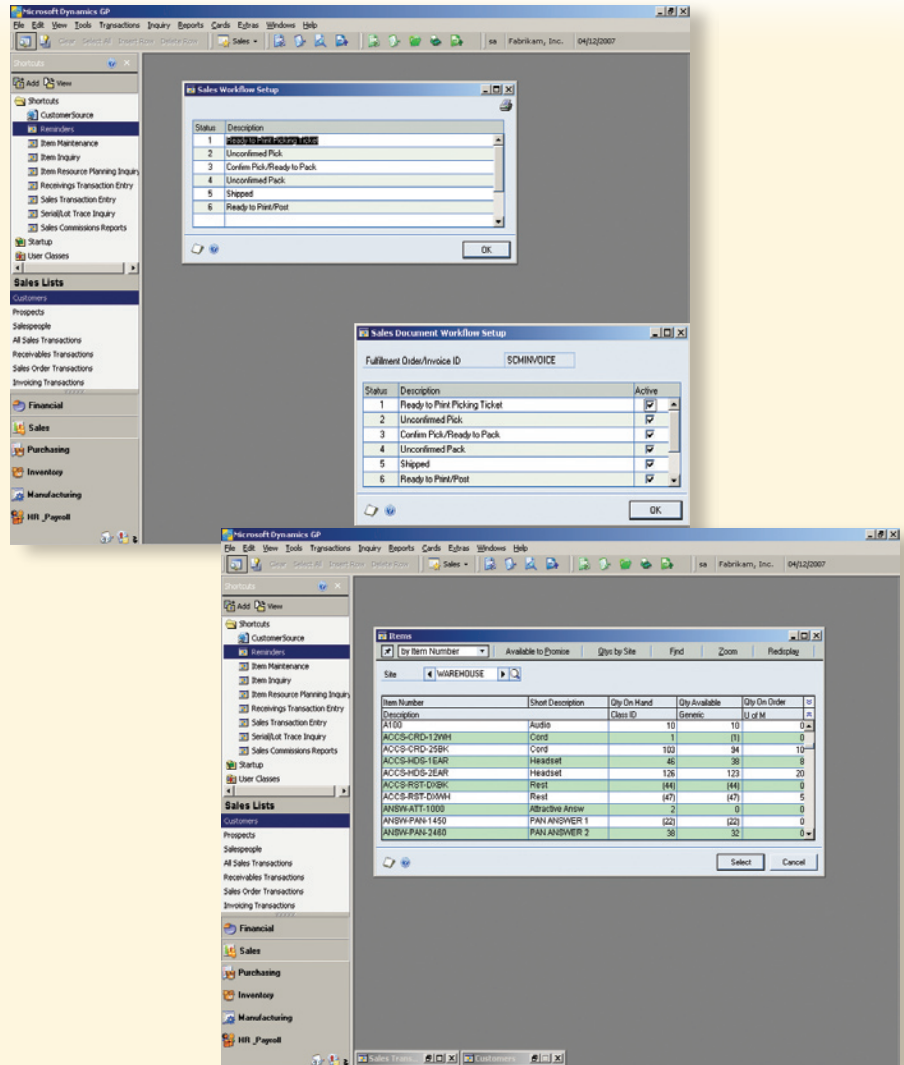 Microsoft Dynamics GP
File Edit View Tools Transactions Inquiry Reports Cards Extras Windows Help
Clear Select All Insert Row Delete Row Sales sa Fabrikam, Inc. 04/12/2007
Shortcuts
Add View
Shortcuts
CustomerSource
Reminders
Item Maintenance
Item Inquiry
Item Resource Planning Inquiry
Receivings Transaction Entry
Sales Transaction Entry
Serial/Lot Trace Inquiry
Sales Commissions Reports
Startup
User Classes
Sales Lists
Customers
Prospects
Salespeople
All Sales Transactions
Receivables Transactions
Sales Order Transactions
Invoicing Transactions
Financial
Sales
Purchasing
Inventory
Manufacturing
HR_Payroll
Sales Workflow Setup
Status Description
1 Ready to Print Picking Ticket
2 Unconfirmed Pick
3 Confirm Pick/Ready to Pack
4 Unconfirmed Pack
5 Shipped
6 Ready to Print/Post
OK
Sales Document Workflow Setup
Fulfillment Order/Invoice ID SCMINVOICE
Status Description Active
1 Ready to Print Picking Ticket
2 Unconfirmed Pick
3 Confirm Pick/Ready to Pack
4 Unconfirmed Pack
5 Shipped
6 Ready to Print/Post
OK
Microsoft Dynamics GP
File Edit View Tools Transactions Inquiry Reports Cards Extras Windows Help
Clear Select All Insert Row Delete Row Sales sa Fabrikam, Inc. 04/12/2007
Shortcuts
Add View
Shortcuts
CustomerSource
Reminders
Item Maintenance
Item Inquiry
Item Resource Planning Inquiry
Receivings Transaction Entry
Sales Transaction Entry
Serial/Lot Trace Inquiry
Sales Commissions Reports
Startup
User Classes
Sales Lists
Customers
Prospects
Salespeople
All Sales Transactions
Receivables Transactions
Sales Order Transactions
Invoicing Transactions
Financial
Sales
Purchasing
Inventory
Manufacturing
HR_Payroll
Items
by Item Number Available to Promise Qtys by Site Find Zoom Redisplay
Site WAREHOUSE
Item Number Short Description Qty On Hand Qty Available Qty On Order
Description Class ID Generic U of M
A100 Audio 10 10 0
ACCS-CRD-12WH Cord 1 (1) 0
ACCS-CRD-25BK Cord 103 94 10
ACCS-HDS-1EAR Headset 46 38 8
ACCS-HDS-2EAR Headset 126 123 20
ACCS-RST-DXBK Rest (44) (44) 0
ACCS-RST-DXWH Rest (47) (47) 5
ANSW-ATT-1000 Attractive Answ 2 0 0
ANSW-PAN-1450 PAN ANSWER 1 (22) (22) 0
ANSW-PAN-2460 PAN ANSWER 2 38 32 0
Select Cancel
Sales Trans... Customers